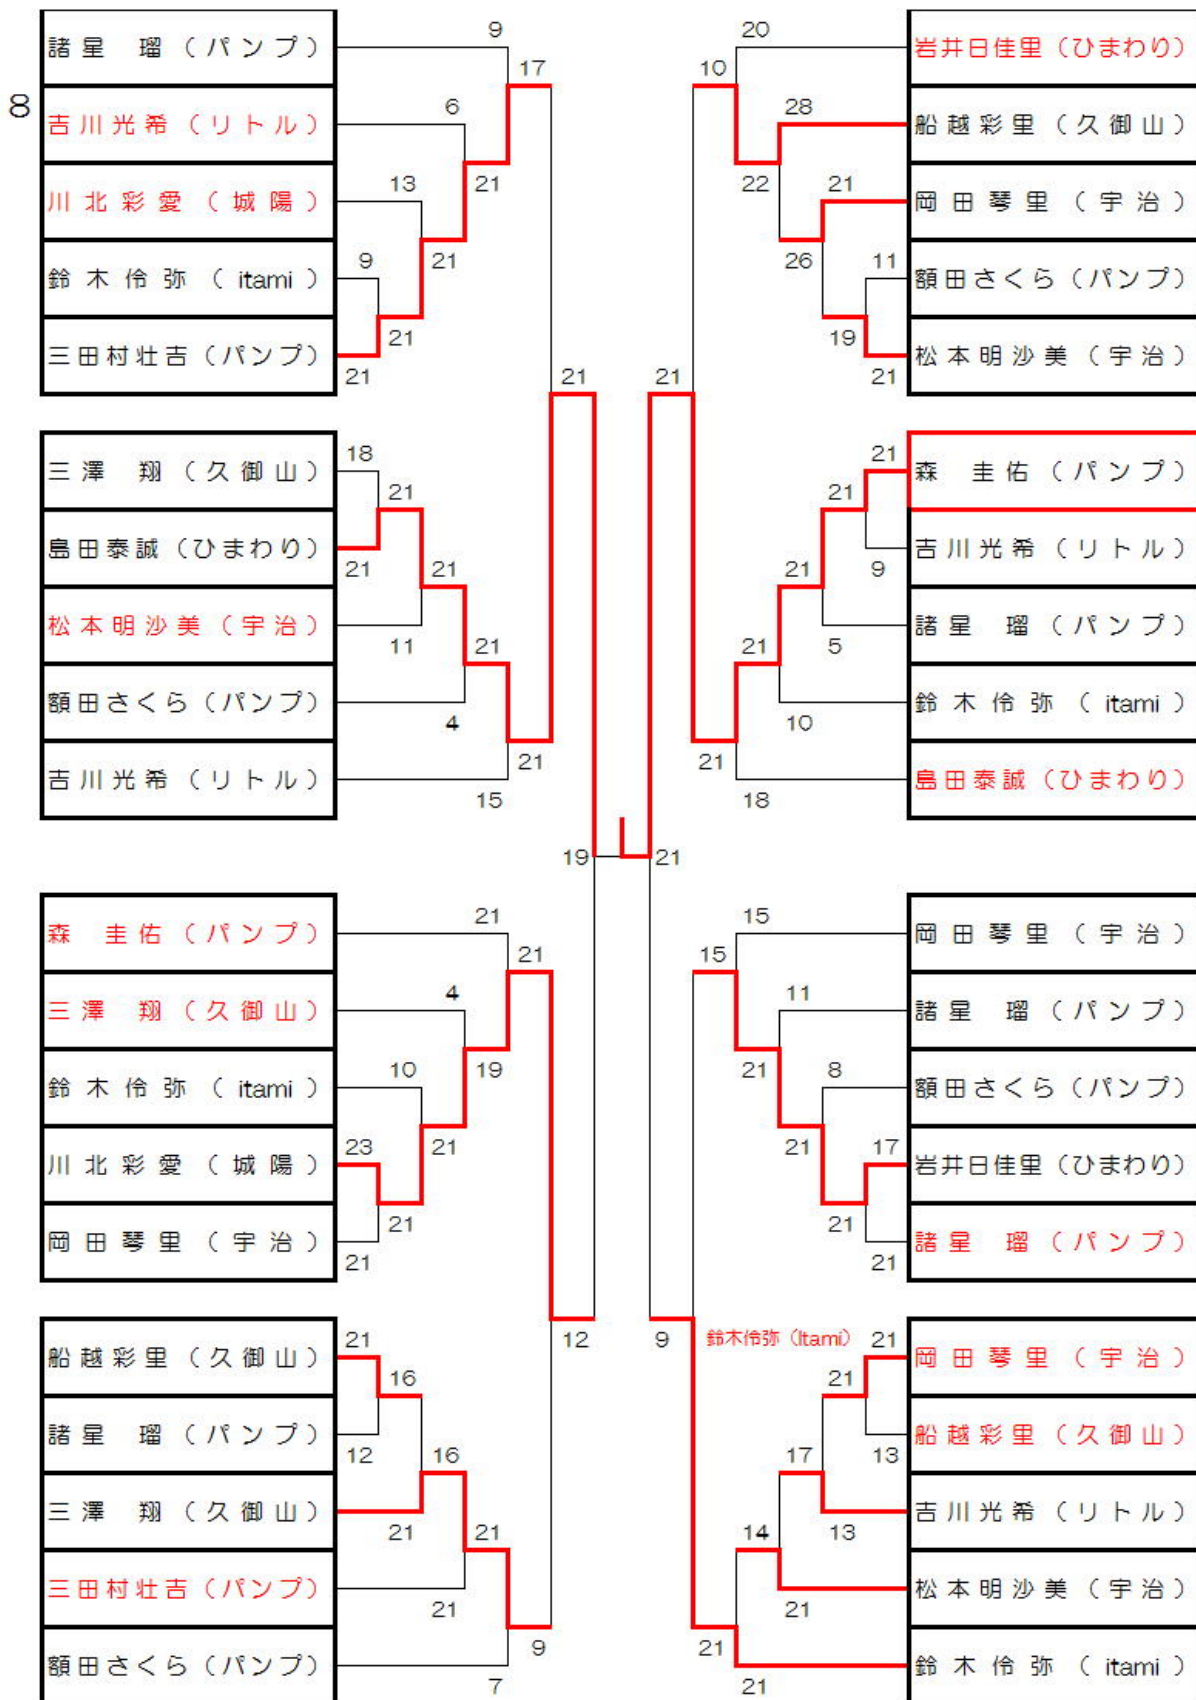 8
諸星　瑠（パンプ）
吉川光希（リトル）
川北彩愛（城陽）
鈴木伶弥（itami）
三田村壮吉（パンプ）
9
17
6
21
13
21
9
21
21
三澤　翔（久御山）
島田泰誠（ひまわり）
松本明沙美（宇治）
額田さくら（パンプ）
吉川光希（リトル）
18
21
21
21
11
21
4
21
15
21
19
森　圭佑（パンプ）
三澤　翔（久御山）
鈴木伶弥（itami）
川北彩愛（城陽）
岡田琴里（宇治）
21
21
4
19
10
21
23
21
21
船越彩里（久御山）
諸星　瑠（パンプ）
三澤　翔（久御山）
三田村壮吉（パンプ）
額田さくら（パンプ）
21
16
12
16
21
21
21
9
7
12
岩井日佳里（ひまわり）
船越彩里（久御山）
岡田琴里（宇治）
額田さくら（パンプ）
松本明沙美（宇治）
20
10
28
22
21
26
11
19
21
21
森　圭佑（パンプ）
吉川光希（リトル）
諸星　瑠（パンプ）
鈴木伶弥（itami）
島田泰誠（ひまわり）
21
21
9
21
5
21
10
21
18
21
岡田琴里（宇治）
諸星　瑠（パンプ）
額田さくら（パンプ）
岩井日佳里（ひまわり）
諸星　瑠（パンプ）
15
15
11
21
8
21
17
21
21
9
鈴木伶弥（Itami）
岡田琴里（宇治）
船越彩里（久御山）
吉川光希（リトル）
松本明沙美（宇治）
鈴木伶弥（itami）
21
21
13
17
13
14
21
21
21